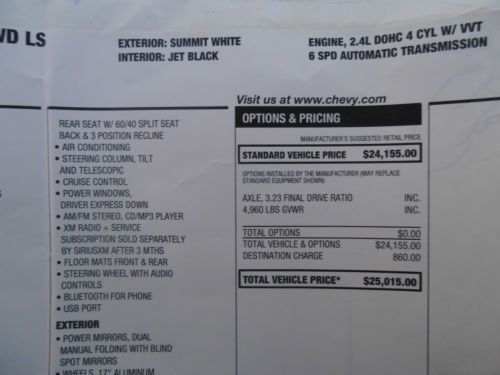 WD LS
EXTERIOR: SUMMIT WHITE
INTERIOR: JET BLACK
ENGINE, 2.4L DOHC 4 CYL W/ VVT
6 SPD AUTOMATIC TRANSMISSION
REAR SEAT W/ 60/40 SPLIT SEAT
BACK & 3 POSITION RECLINE
• AIR CONDITIONING
• STEERING COLUMN, TILT
AND TELESCOPIC
• CRUISE CONTROL
• POWER WINDOWS,
DRIVER EXPRESS DOWN
• AM/FM STEREO, CD/MP3 PLAYER
• XM RADIO + SERVICE
SUBSCRIPTION SOLD SEPARATELY
BY SIRIUSXM AFTER 3 MTHS
• FLOOR MATS FRONT & REAR
• STEERING WHEEL WITH AUDIO
CONTROLS
• BLUETOOTH FOR PHONE
• USB PORT
EXTERIOR
• POWER MIRRORS, DUAL
MANUAL FOLDING WITH BLIND
SPOT MIRRORS
• WHEELS, 17" ALUMINUM
Visit us at www.chevy.com
OPTIONS & PRICING
MANUFACTURER'S SUGGESTED RETAIL PRICE
STANDARD VEHICLE PRICE $24,155.00
OPTIONS INSTALLED BY THE MANUFACTURER (MAY REPLACE
STANDARD EQUIPMENT SHOWN)
AXLE, 3.23 FINAL DRIVE RATIO INC.
4,960 LBS GVWR INC.
TOTAL OPTIONS $0.00
TOTAL VEHICLE & OPTIONS $24,155.00
DESTINATION CHARGE 860.00
TOTAL VEHICLE PRICE* $25,015.00